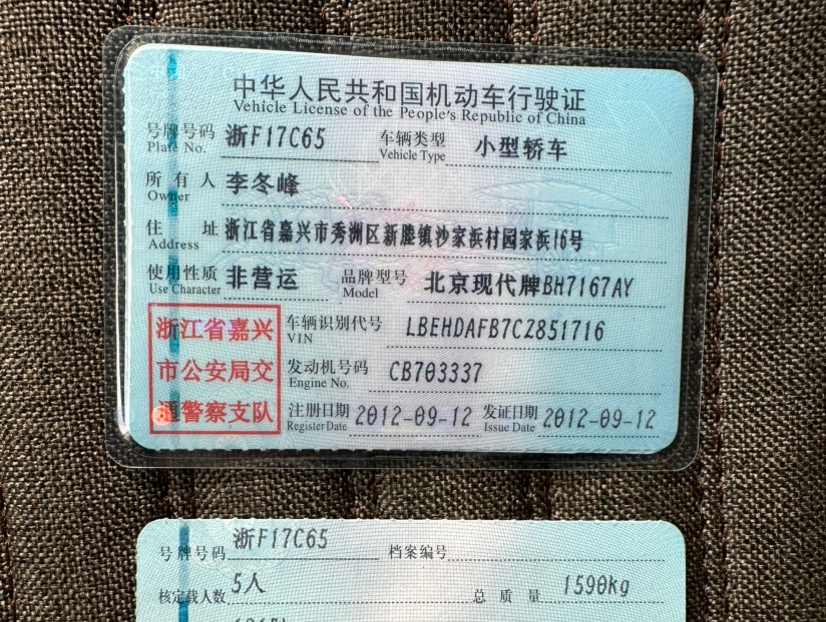 中华人民共和国机动车行驶证
Vehicle License of the People's Republic of China
号牌号码 浙F17C65 车辆类型 小型轿车
Plate No. Vehicle Type
所有人 李冬峰
Owner
住址 浙江省嘉兴市秀洲区新塍镇沙家浜村园家浜16号
Address
使用性质 非营运 品牌型号 北京现代牌BH7167AY
Use Character Model
浙江省嘉兴
市公安局交
通警察支队
车辆识别代号 LBEHDAFB7CZ851716
VIN
发动机号码 CB703337
Engine No.
注册日期 2012-09-12 发证日期 2012-09-12
Register Date Issue Date
号牌号码 浙F17C65 档案编号
核定载人数 5人 总质量 1590kg